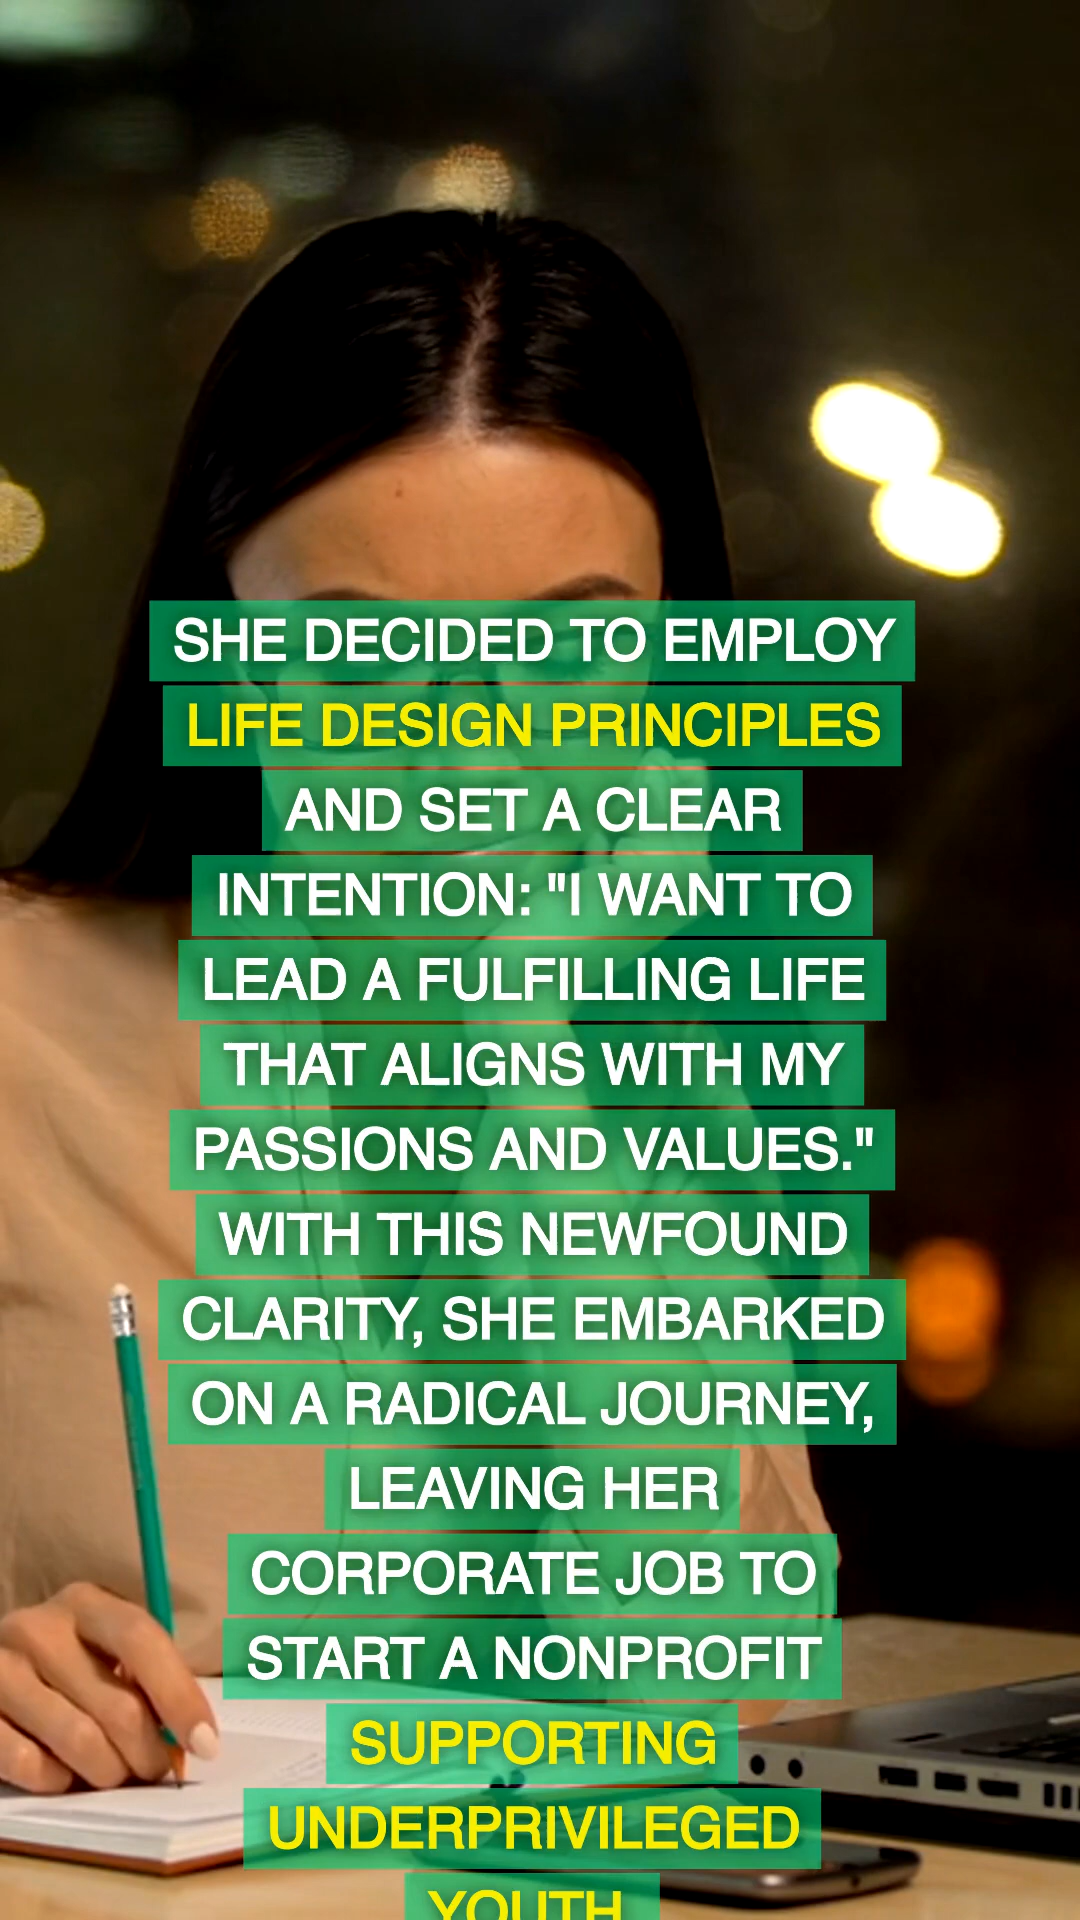 SHE DECIDED TO EMPLOY
LIFE DESIGN PRINCIPLES
AND SET A CLEAR
INTENTION: "I WANT TO
LEAD A FULFILLING LIFE
THAT ALIGNS WITH MY
PASSIONS AND VALUES."
WITH THIS NEWFOUND
CLARITY, SHE EMBARKED
ON A RADICAL JOURNEY,
LEAVING HER
CORPORATE JOB TO
START A NONPROFIT
SUPPORTING
UNDERPRIVILEGED
YOUTH